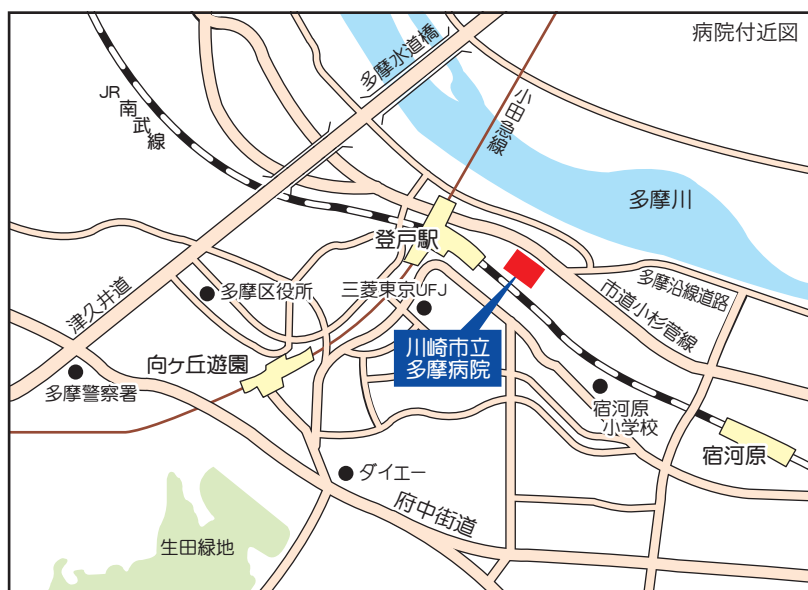 病院付近図
多摩水道橋
JR南武線
小田急線
多摩川
登戸駅
多摩沿線道路
市道小杉菅線
多摩区役所
三菱東京UFJ
津久井道
川崎市立
多摩病院
向ヶ丘遊園
多摩警察署
宿河原
小学校
宿河原
ダイエー
府中街道
生田緑地